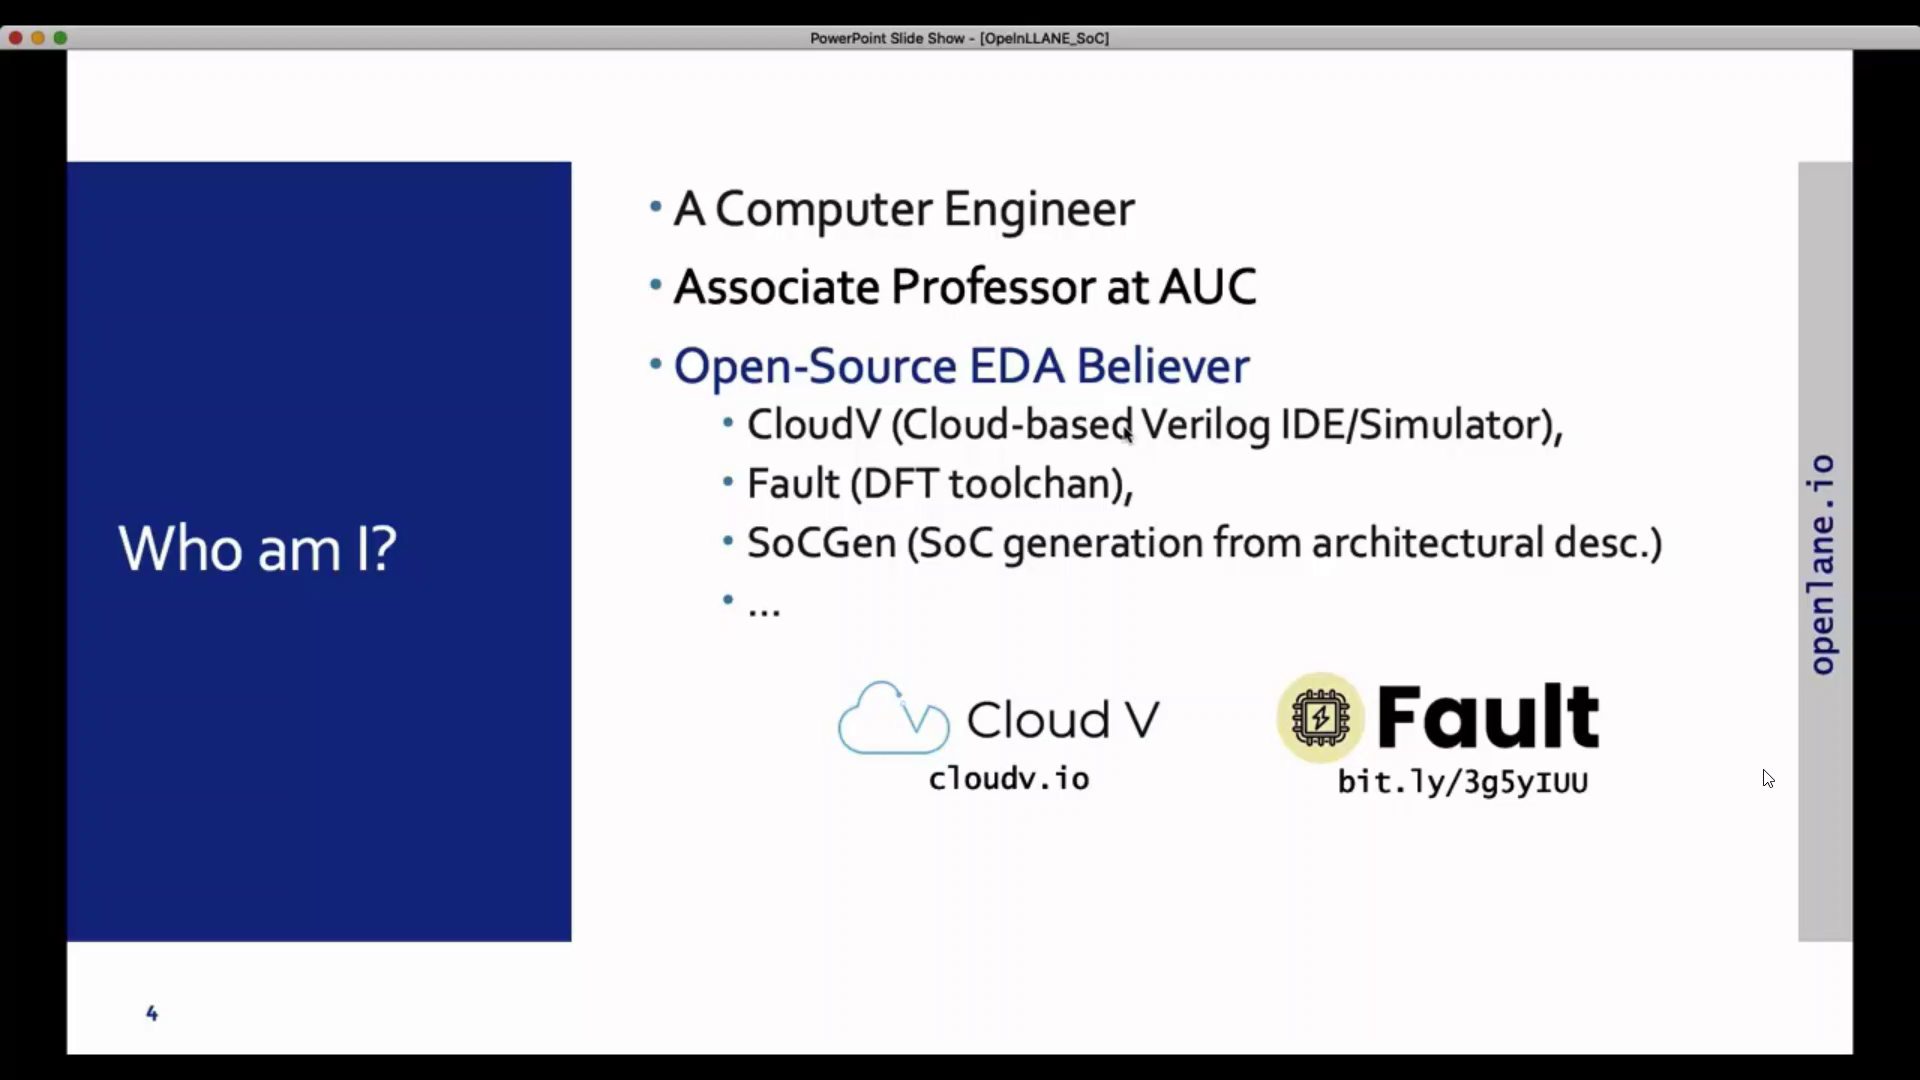 PowerPoint Slide Show - [OpeInLLANE_SoC]
Who am I?
• A Computer Engineer
• Associate Professor at AUC
• Open-Source EDA Believer
• CloudV (Cloud-based Verilog IDE/Simulator),
• Fault (DFT toolchan),
• SoCGen (SoC generation from architectural desc.)
• ...
Cloud V
cloudv.io
Fault
bit.ly/3g5yIUU
openlane.io
4